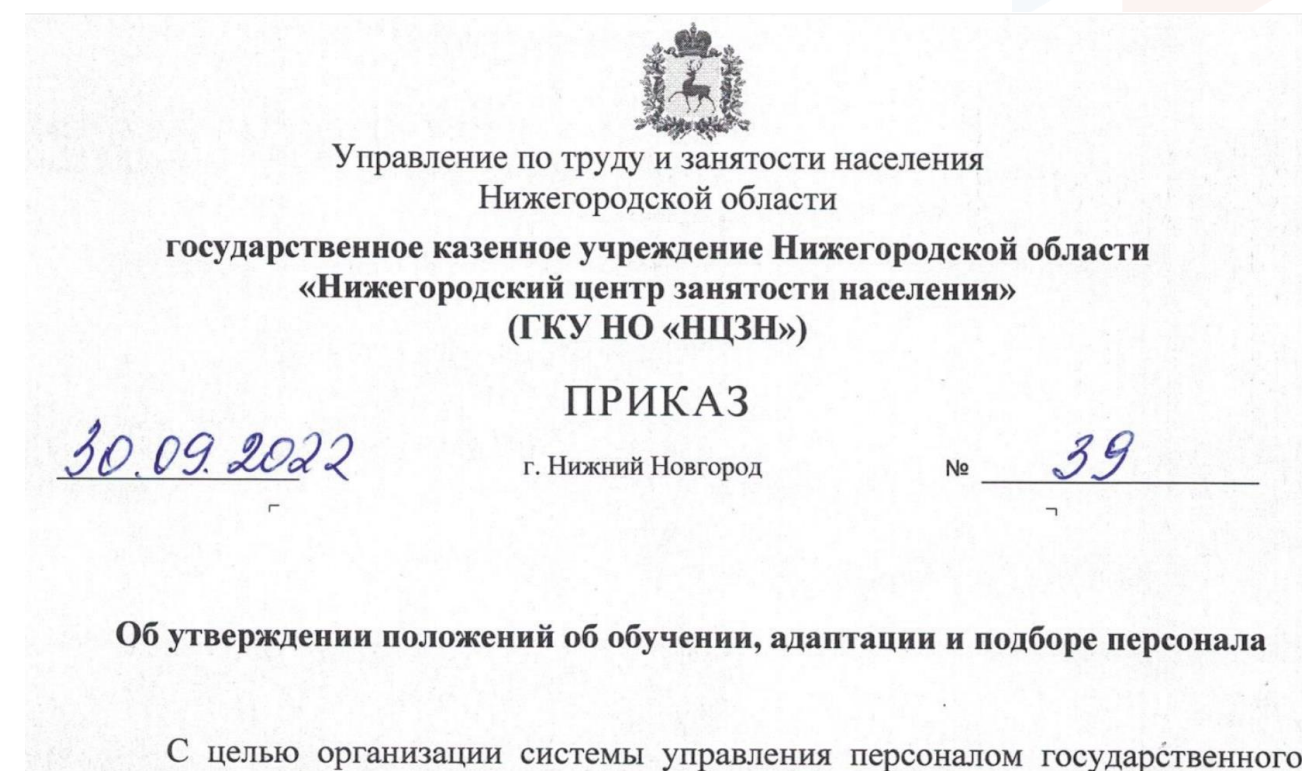 Управление по труду и занятости населения
Нижегородской области
государственное казенное учреждение Нижегородской области
«Нижегородский центр занятости населения»
(ГКУ НО «НЦЗН»)
ПРИКАЗ
30.09.2022 г. Нижний Новгород № 39
Об утверждении положений об обучении, адаптации и подборе персонала
С целью организации системы управления персоналом государственного